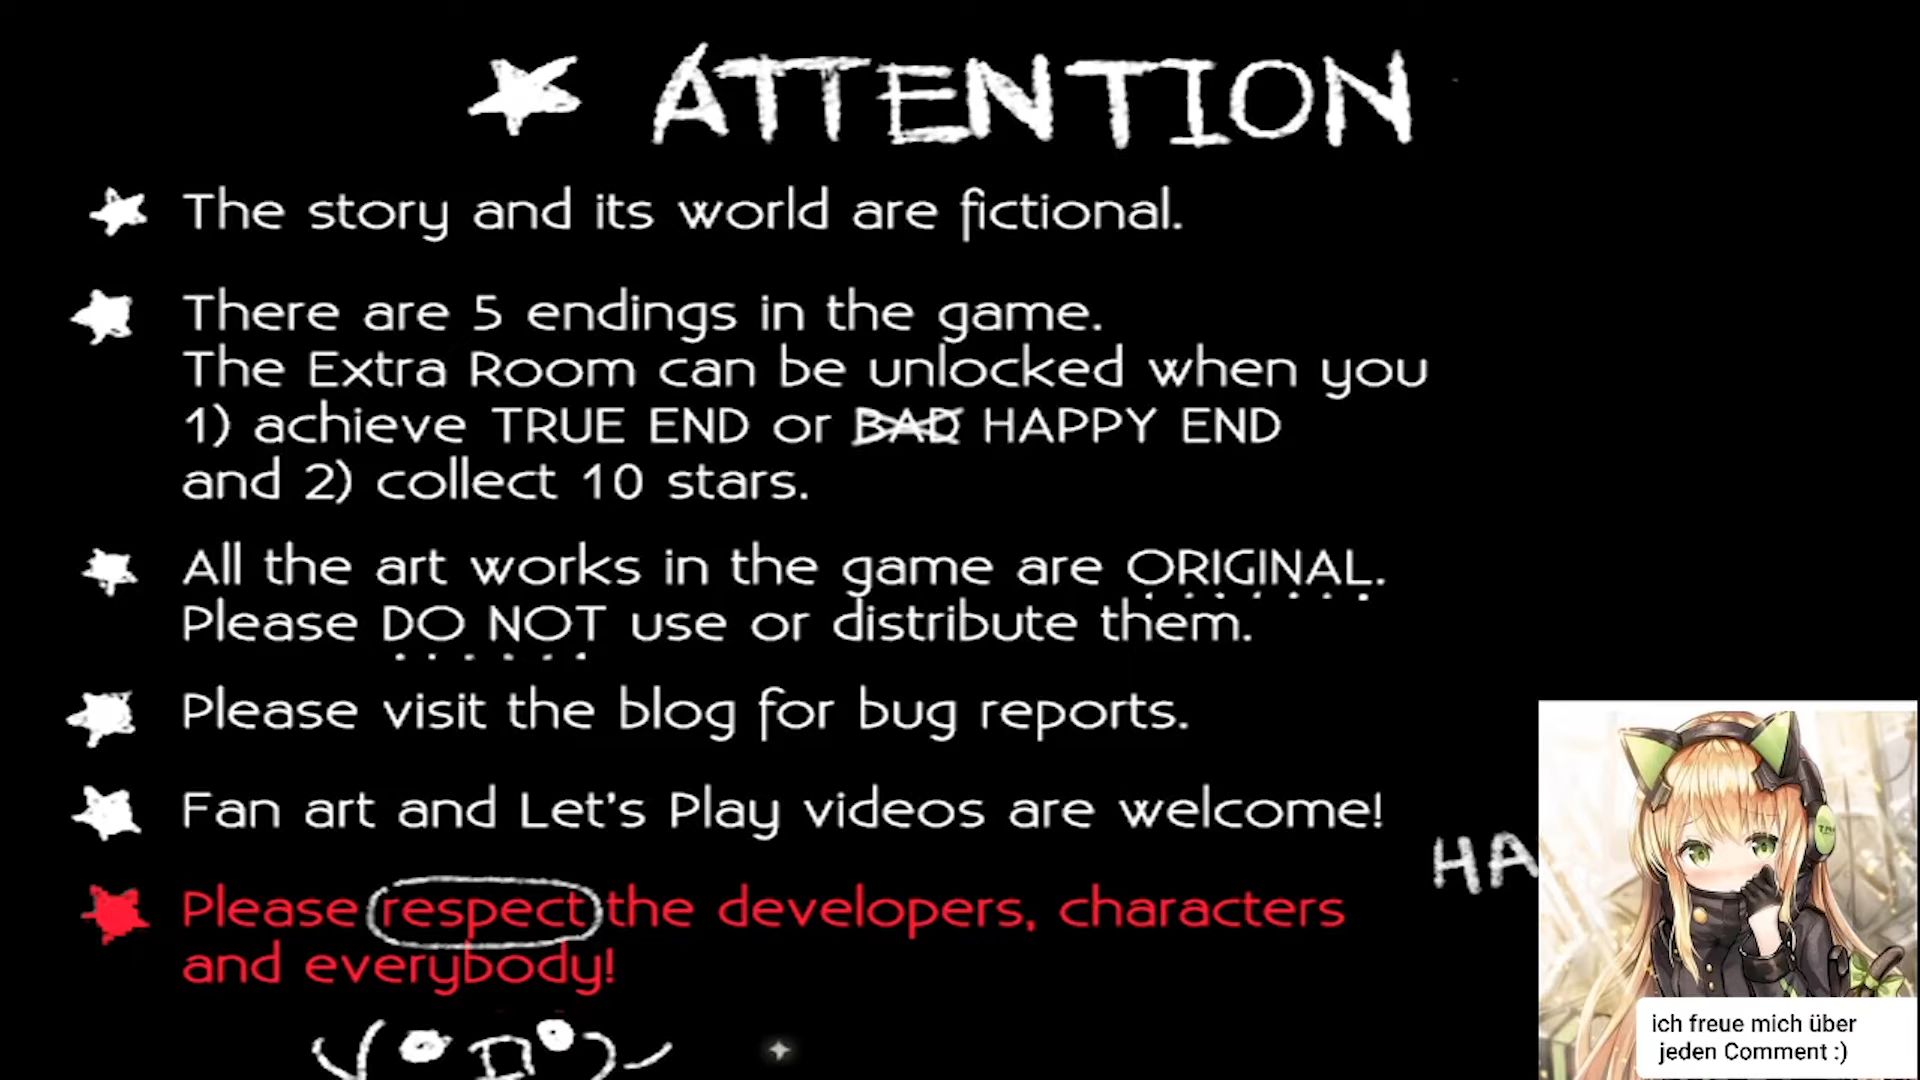 ATTENTION
The story and its world are fictional.
There are 5 endings in the game.
The Extra Room can be unlocked when you
1) achieve TRUE END or BAD HAPPY END
and 2) collect 10 stars.
All the art works in the game are ORIGINAL.
Please DO NOT use or distribute them.
Please visit the blog for bug reports.
Fan art and Let's Play videos are welcome!
HA
Please respect the developers, characters
and everybody!
ich freue mich über
jeden Comment :)